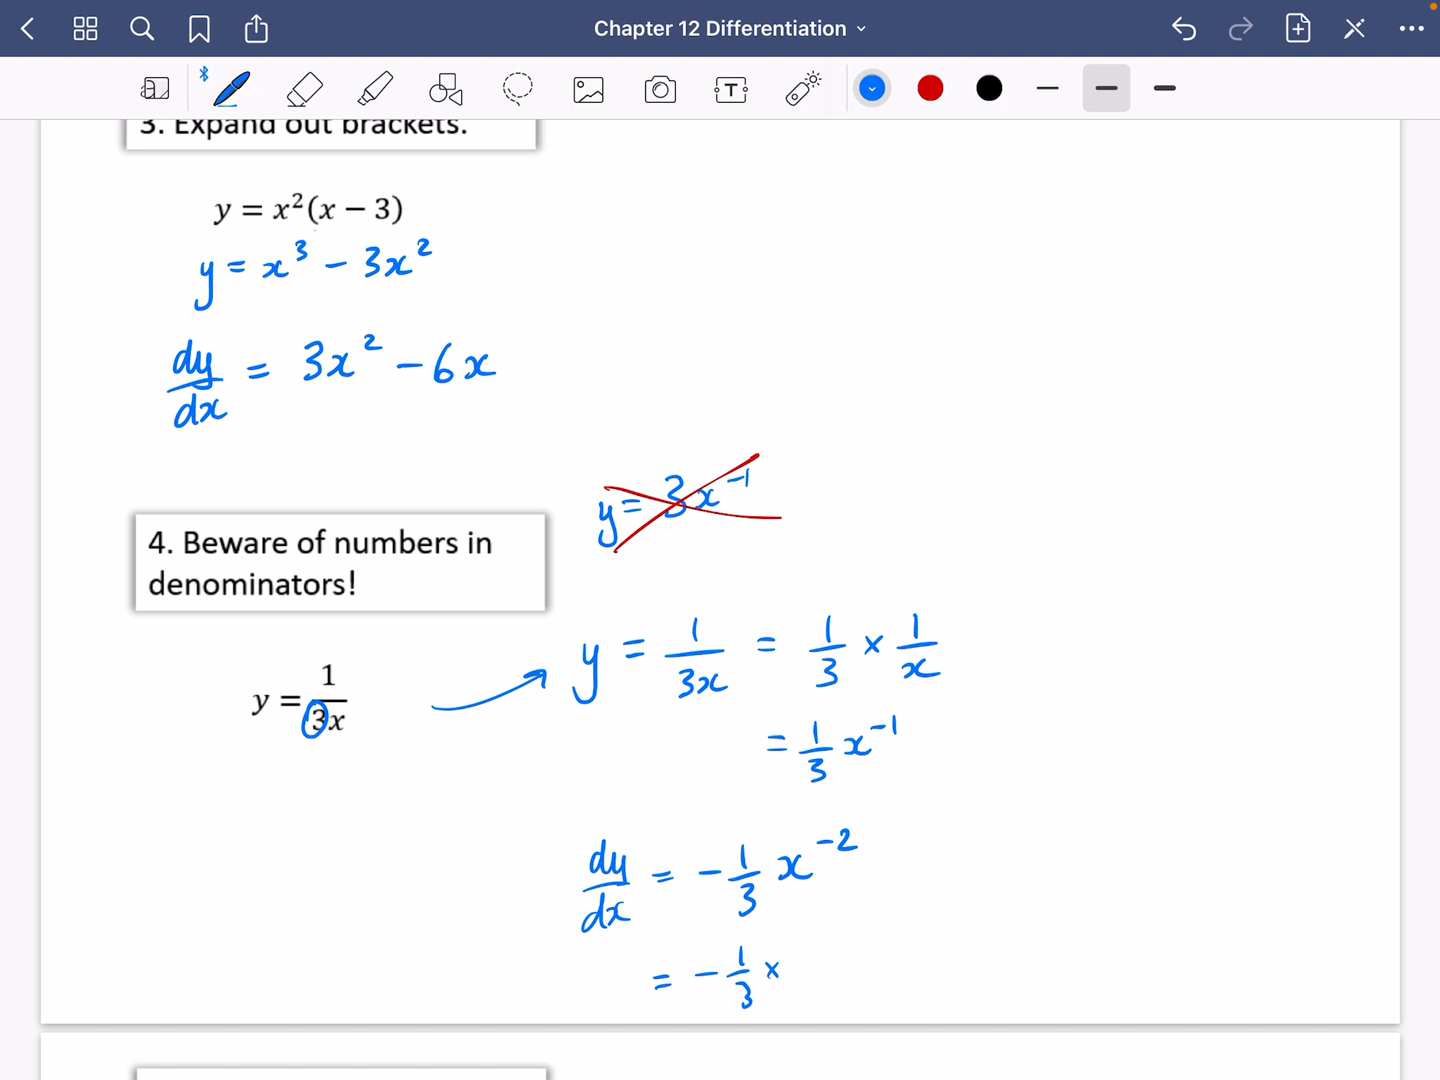 Chapter 12 Differentiation
3. Expand out brackets.
y = x²(x − 3)
y = x³ − 3x²
dy/dx = 3x² − 6x
y = 3x⁻¹
4. Beware of numbers in
denominators!
y = 1/3x
y = 1/3x = 1/3 × 1/x
= 1/3 x⁻¹
dy/dx = − 1/3 x⁻²
= − 1/3 ×